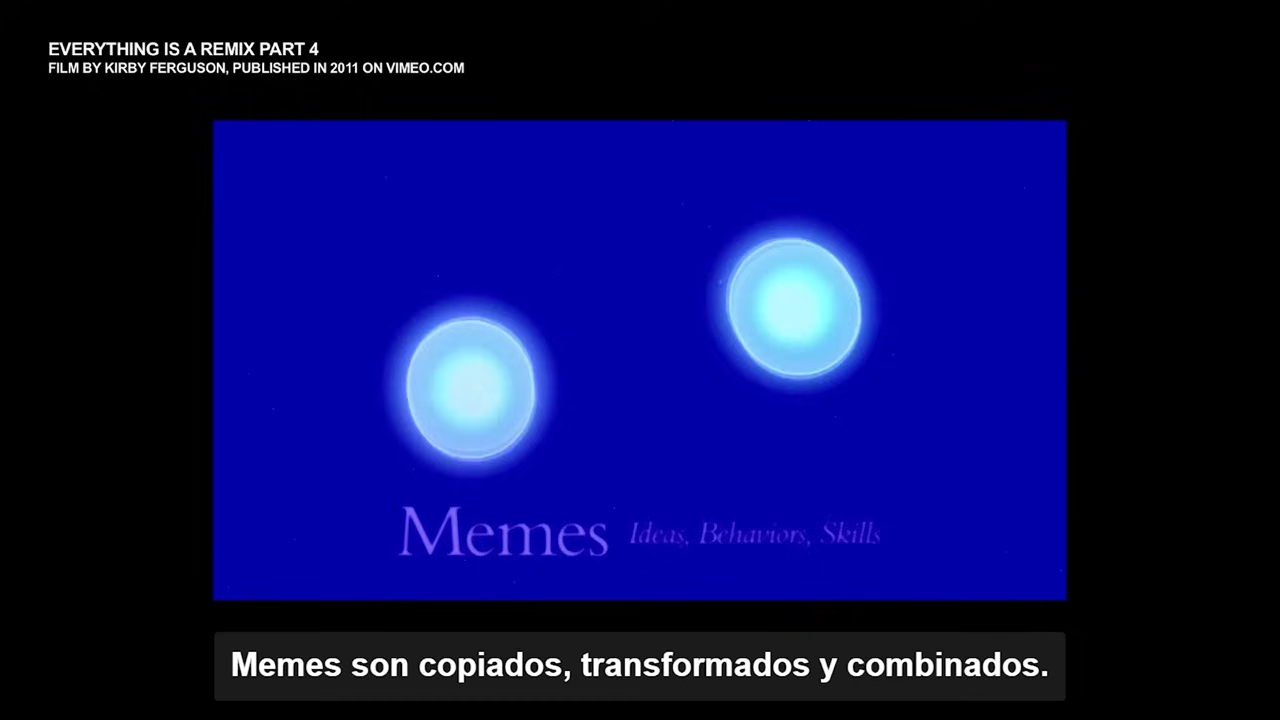 EVERYTHING IS A REMIX PART 4
FILM BY KIRBY FERGUSON, PUBLISHED IN 2011 ON VIMEO.COM
Memes Ideas, Behaviors, Skills
Memes son copiados, transformados y combinados.